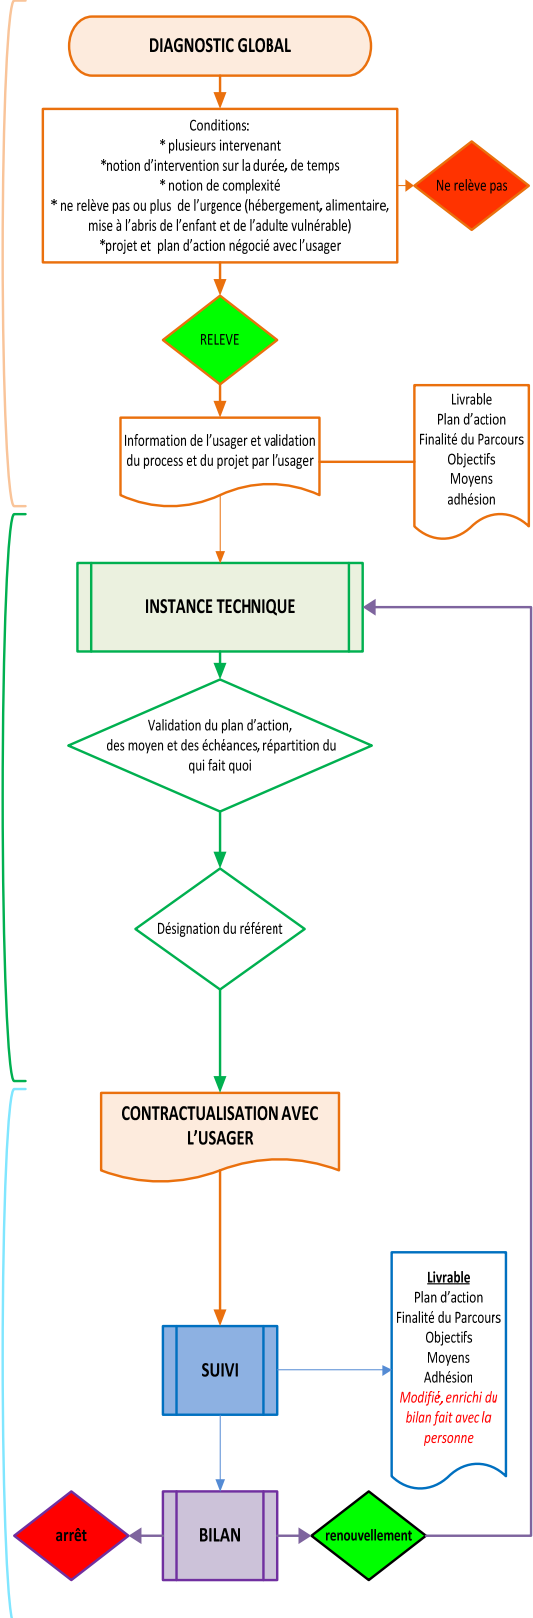 DIAGNOSTIC GLOBAL
Conditions:
* plusieurs intervenant
*notion d'intervention sur la durée, de temps
* notion de complexité
* ne relève pas ou plus de l'urgence (hébergement, alimentaire,
mise à l'abris de l'enfant et de l'adulte vulnérable)
*projet et plan d'action négocié avec l'usager
Ne relève pas
RELEVE
Information de l'usager et validation
du process et du projet par l'usager
Livrable
Plan d'action
Finalité du Parcours
Objectifs
Moyens
adhésion
INSTANCE TECHNIQUE
Validation du plan d'action,
des moyen et des échéances, répartition du
qui fait quoi
Désignation du référent
CONTRACTUALISATION AVEC
L'USAGER
SUIVI
Livrable
Plan d'action
Finalité du Parcours
Objectifs
Moyens
Adhésion
Modifié, enrichi du
bilan fait avec la
personne
arrêt
BILAN
renouvellement